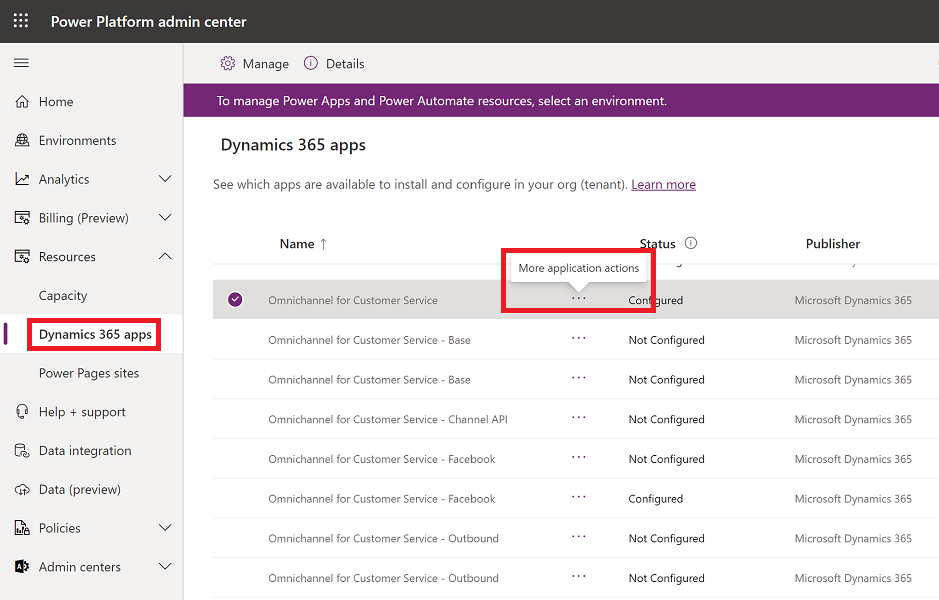 Power Platform admin center
Manage Details
To manage Power Apps and Power Automate resources, select an environment.
Home
Environments
Analytics
Billing (Preview)
Resources
Capacity
Dynamics 365 apps
Power Pages sites
Help + support
Data integration
Data (preview)
Policies
Admin centers
Dynamics 365 apps
See which apps are available to install and configure in your org (tenant). Learn more
Name ↑ Status Publisher
More application actions
Omnichannel for Customer Service ... Configured Microsoft Dynamics 365
Omnichannel for Customer Service - Base ... Not Configured Microsoft Dynamics 365
Omnichannel for Customer Service - Base ... Not Configured Microsoft Dynamics 365
Omnichannel for Customer Service - Channel API ... Not Configured Microsoft Dynamics 365
Omnichannel for Customer Service - Facebook ... Not Configured Microsoft Dynamics 365
Omnichannel for Customer Service - Facebook ... Configured Microsoft Dynamics 365
Omnichannel for Customer Service - Outbound ... Not Configured Microsoft Dynamics 365
Omnichannel for Customer Service - Outbound ... Not Configured Microsoft Dynamics 365